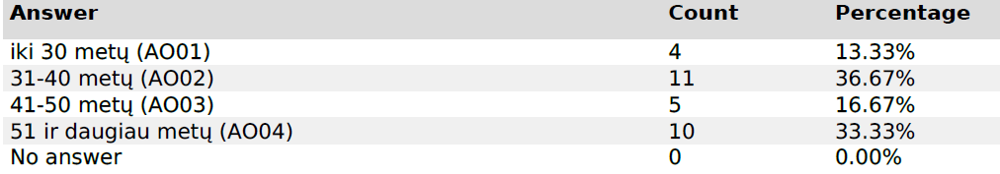 Answer Count Percentage
iki 30 metų (AO01) 4 13.33%
31-40 metų (AO02) 11 36.67%
41-50 metų (AO03) 5 16.67%
51 ir daugiau metų (AO04) 10 33.33%
No answer 0 0.00%